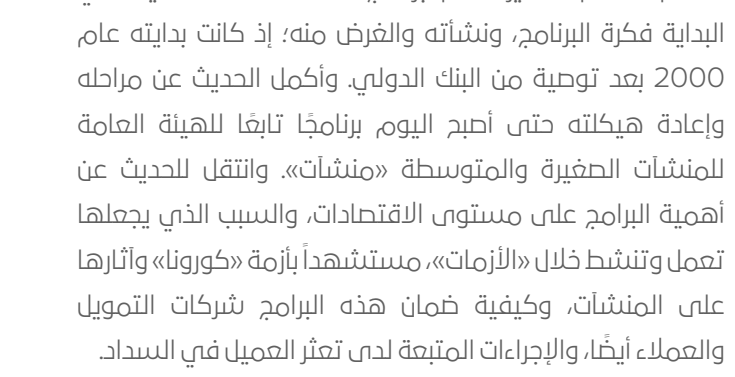 البداية فكرة البرنامج، ونشأته والغرض منه؛ إذ كانت بدايته عام
2000 بعد توصية من البنك الدولي. وأكمل الحديث عن مراحله
وإعادة هيكلته حتى أصبح اليوم برنامجًا تابعًا للهيئة العامة
للمنشآت الصغيرة والمتوسطة «منشآت». وانتقل للحديث عن
أهمية البرامج على مستوى الاقتصادات، والسبب الذي يجعلها
تعمل وتنشط خلال «الأزمات»، مستشهداً بأزمة «كورونا» وآثارها
على المنشآت، وكيفية ضمان هذه البرامج شركات التمويل
والعملاء أيضًا، والإجراءات المتبعة لدى تعثر العميل في السداد.